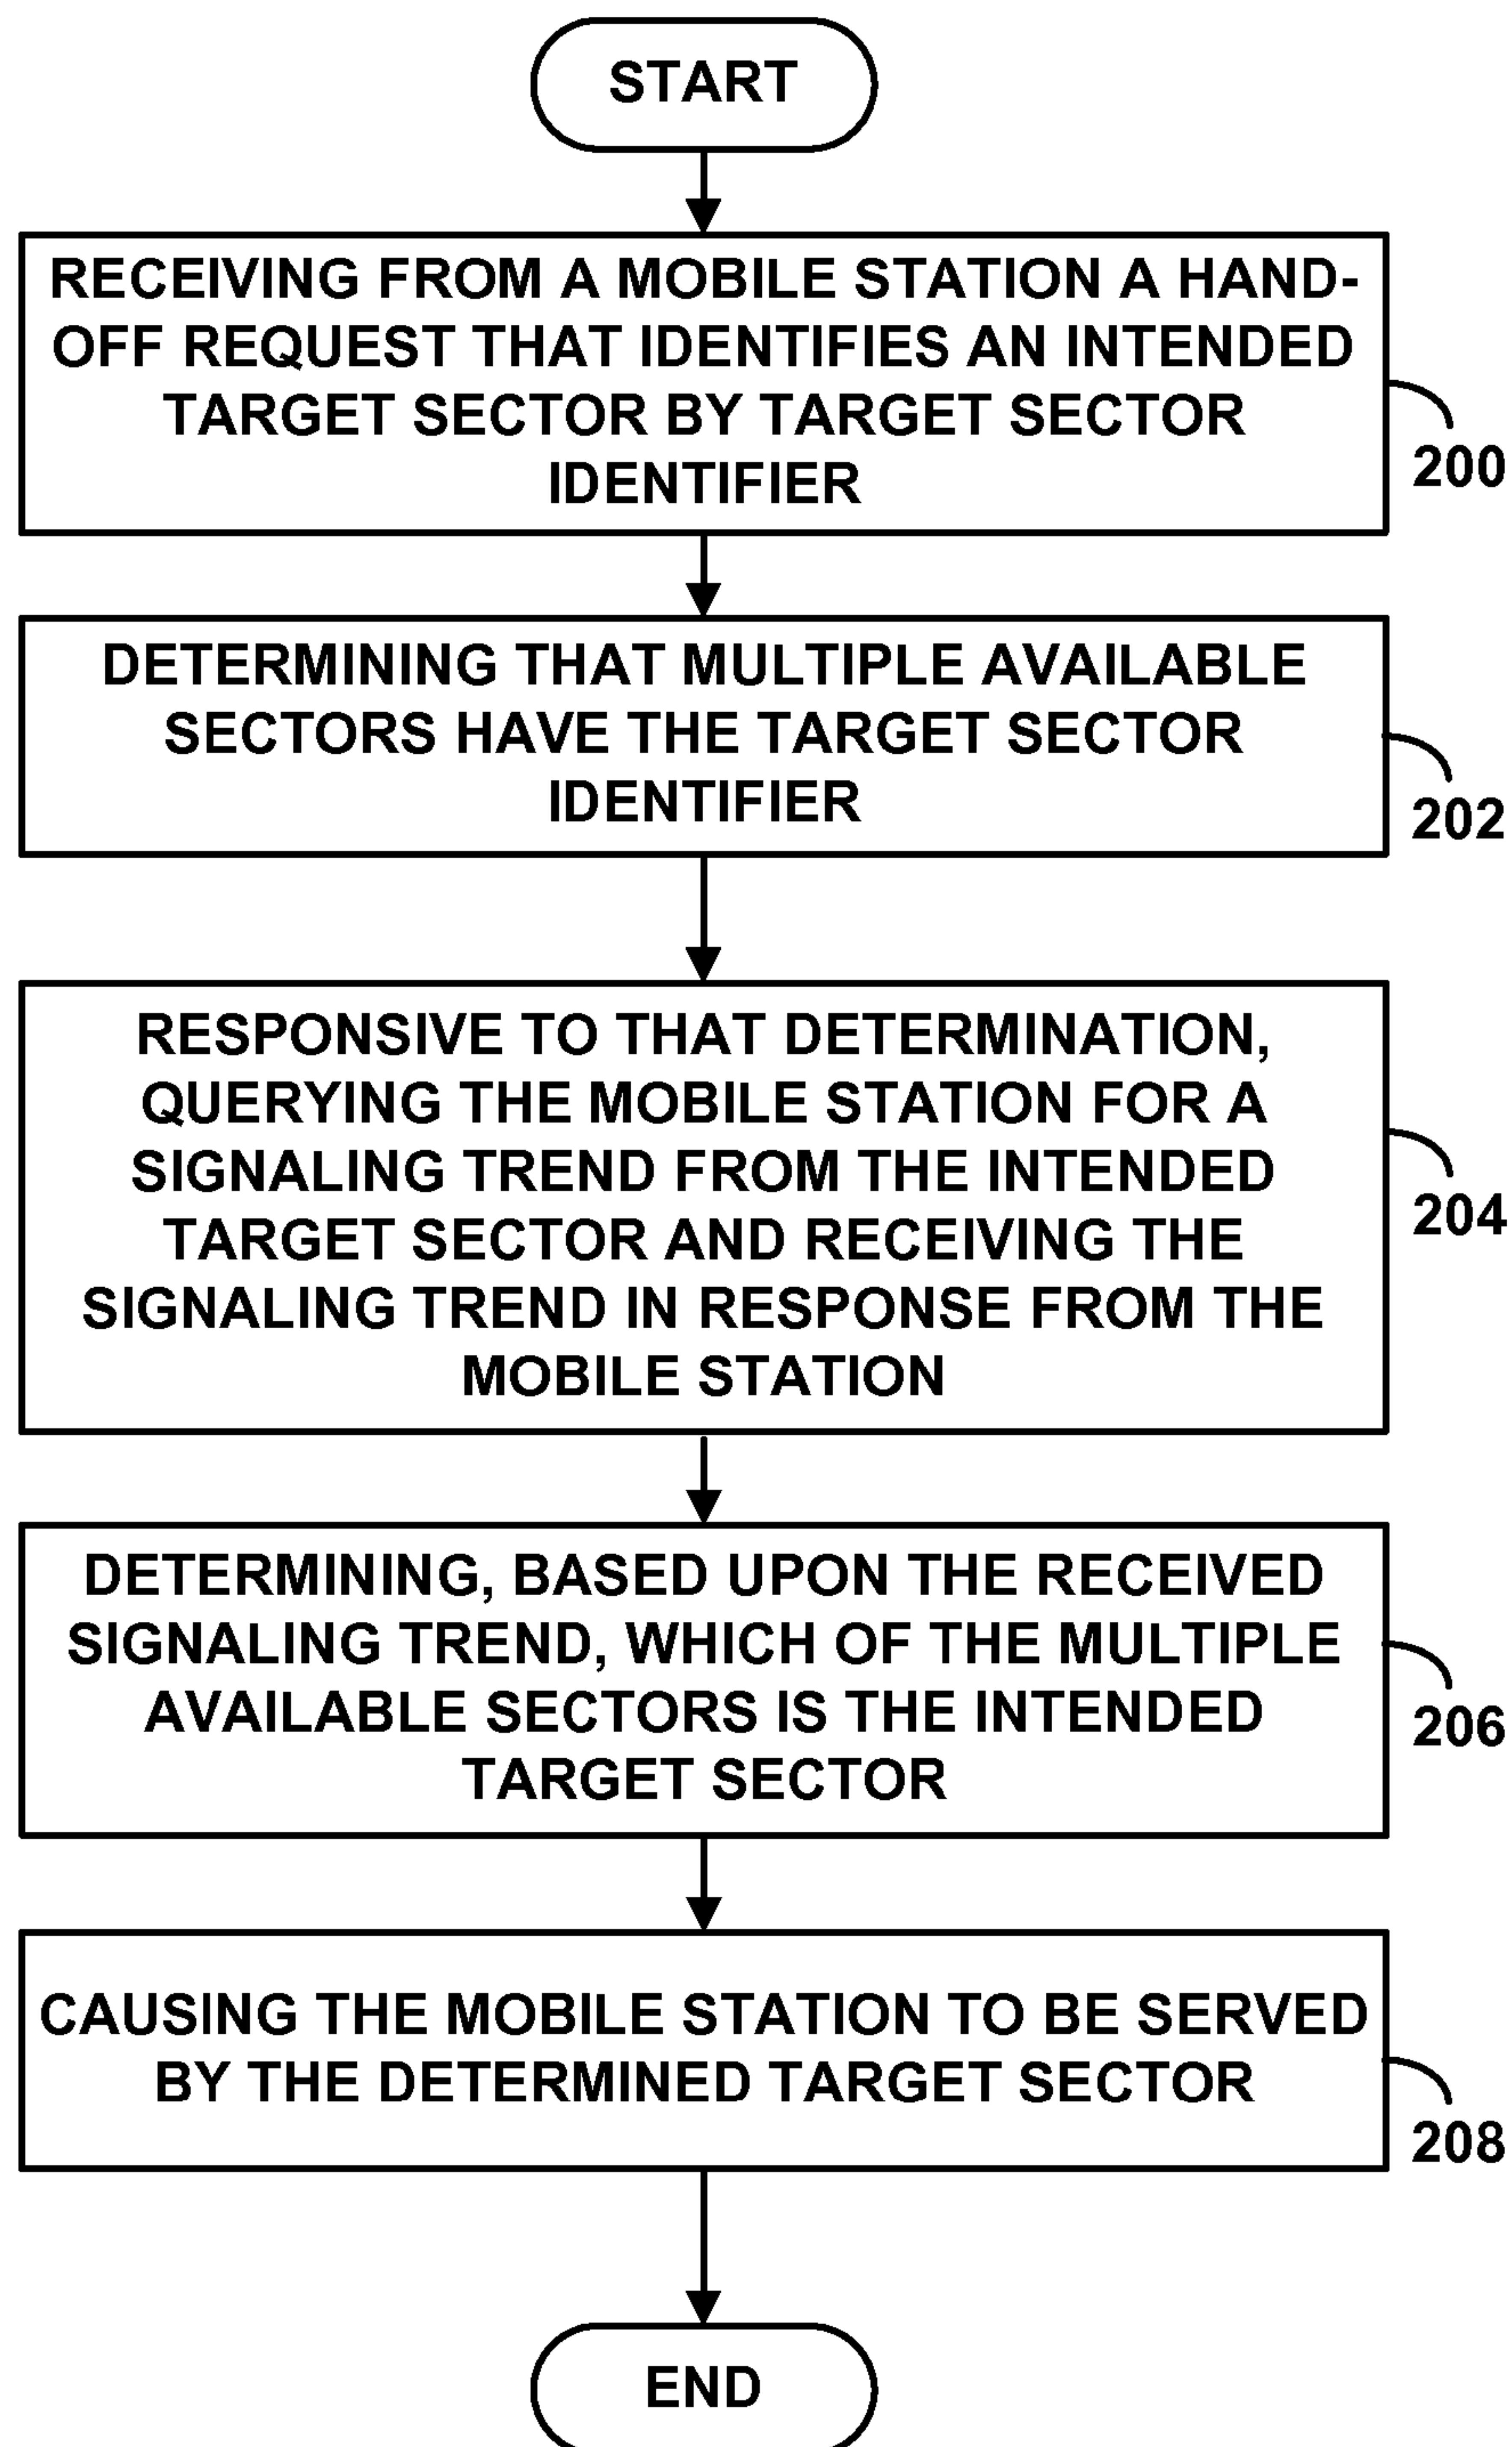 START
RECEIVING FROM A MOBILE STATION A HAND-
OFF REQUEST THAT IDENTIFIES AN INTENDED
TARGET SECTOR BY TARGET SECTOR
IDENTIFIER
200
DETERMINING THAT MULTIPLE AVAILABLE
SECTORS HAVE THE TARGET SECTOR
IDENTIFIER
202
RESPONSIVE TO THAT DETERMINATION,
QUERYING THE MOBILE STATION FOR A
SIGNALING TREND FROM THE INTENDED
TARGET SECTOR AND RECEIVING THE
SIGNALING TREND IN RESPONSE FROM THE
MOBILE STATION
204
DETERMINING, BASED UPON THE RECEIVED
SIGNALING TREND, WHICH OF THE MULTIPLE
AVAILABLE SECTORS IS THE INTENDED
TARGET SECTOR
206
CAUSING THE MOBILE STATION TO BE SERVED
BY THE DETERMINED TARGET SECTOR
208
END